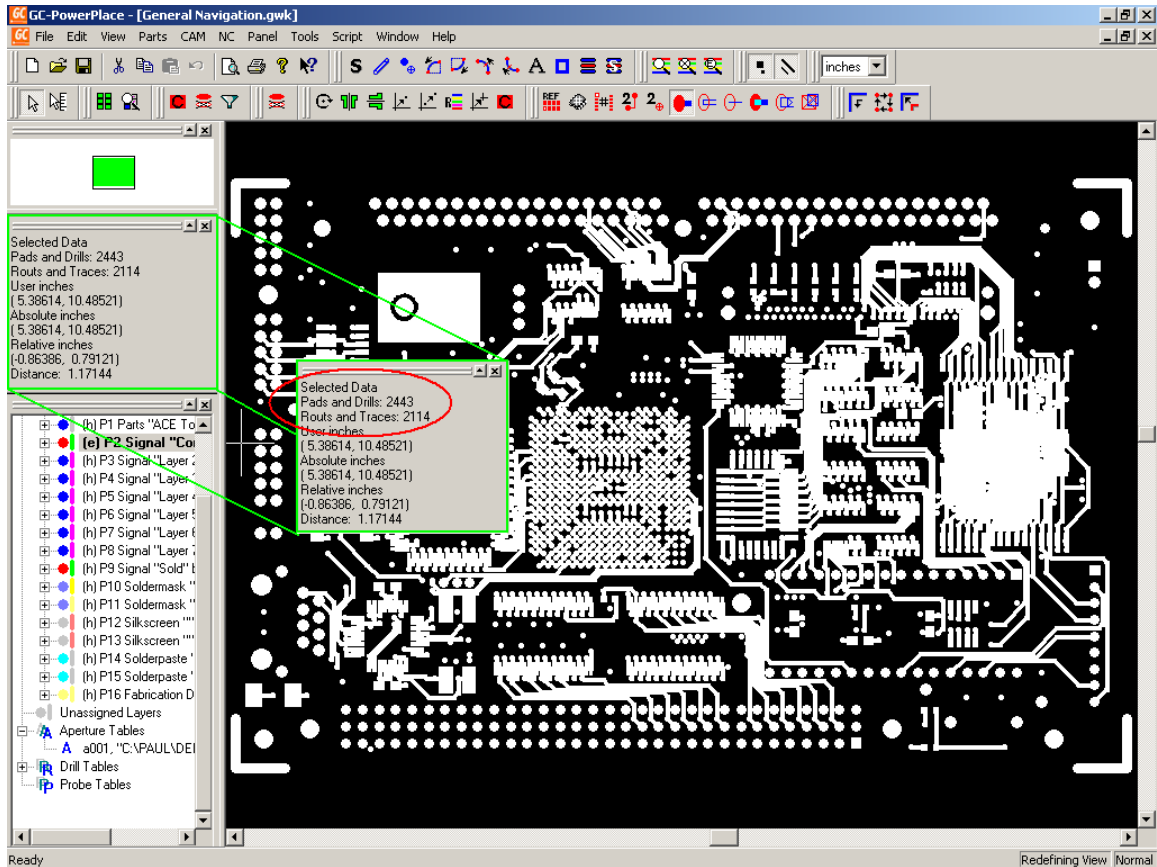 GC-PowerPlace - [General Navigation.gwk]
File Edit View Parts CAM NC Panel Tools Script Window Help
inches
Selected Data
Pads and Drills: 2443
Routs and Traces: 2114
User inches
( 5.38614, 10.48521)
Absolute inches
( 5.38614, 10.48521)
Relative inches
(-0.86386, 0.79121)
Distance: 1.17144
Selected Data
Pads and Drills: 2443
Routs and Traces: 2114
User inches
( 5.38614, 10.48521)
Absolute inches
( 5.38614, 10.48521)
Relative inches
(-0.86386, 0.79121)
Distance: 1.17144
(h) P1 Parts "ACE To
(e) P2 Signal "Co
(h) P3 Signal "Layer 2
(h) P4 Signal "Layer
(h) P5 Signal "Layer
(h) P6 Signal "Layer
(h) P7 Signal "Layer
(h) P8 Signal "Layer
(h) P9 Signal "Sold"
(h) P10 Soldermask "
(h) P11 Soldermask "
(h) P12 Silkscreen ""
(h) P13 Silkscreen ""
(h) P14 Solderpaste '
(h) P15 Solderpaste '
(h) P16 Fabrication D
Unassigned Layers
Aperture Tables
a001, "C:\PAUL\DEI
Drill Tables
Probe Tables
Ready
Redefining View Normal